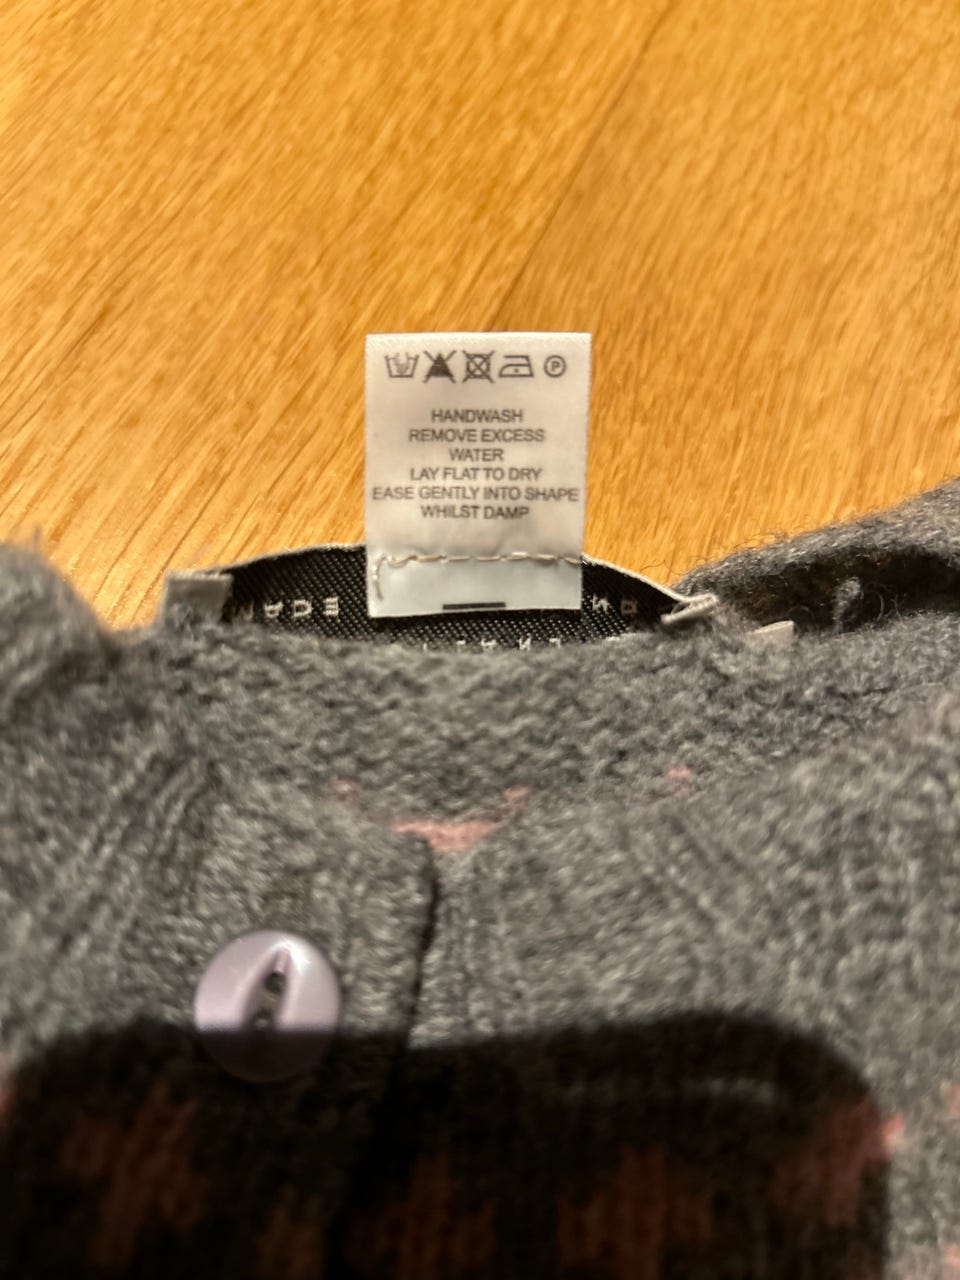 P
HANDWASH
REMOVE EXCESS
WATER
LAY FLAT TO DRY
EASE GENTLY INTO SHAPE
WHILST DAMP